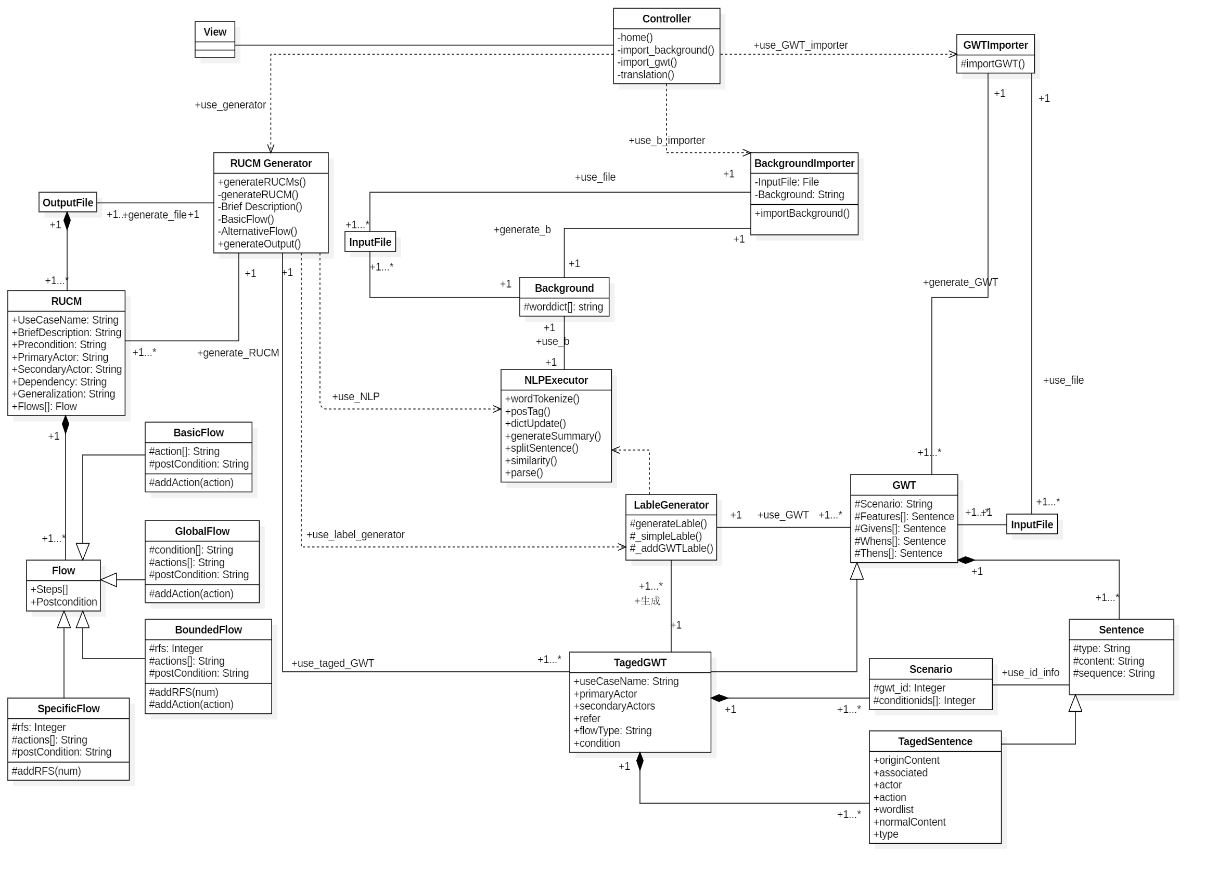 Controller
-home()
-import_background()
-import_gwt()
-translation()
View
+use_GWT_importer
GWTImporter
#importGWT()
+1
+1
+use_generator
+use_b_importer
RUCM Generator
+generateRUCMs()
-generateRUCM()
-Brief Description()
-BasicFlow()
-AlternativeFlow()
+generateOutput()
BackgroundImporter
-InputFile: File
-Background: String
+importBackground()
+use_file
+1
OutputFile
+1...*
+generate_file
+1
+1
+1...*
InputFile
+1...*
+generate_b
+1
+1
+1
+1
+1
Background
#worddict[]: string
+generate_GWT
+1...*
RUCM
+UseCaseName: String
+BriefDescription: String
+Precondition: String
+PrimaryActor: String
+SecondaryActor: String
+Dependency: String
+Generalization: String
+Flows[]: Flow
+1...*
+generate_RUCM
+1
+use_b
+1
NLPExecutor
+wordTokenize()
+posTag()
+dictUpdate()
+generateSummary()
+splitSentence()
+similarity()
+parse()
+use_NLP
+use_file
+1
BasicFlow
#action[]: String
#postCondition: String
#addAction(action)
+1...*
GWT
#Scenario: String
#Features[]: Sentence
#Givens[]: Sentence
#Whens[]: Sentence
#Thens[]: Sentence
LableGenerator
#generateLable()
#_simpleLable()
#_addGWTLable()
+1
+use_GWT
+1...*
+1...*
+1
+1...*
InputFile
GlobalFlow
#condition[]: String
#actions[]: String
#postCondition: String
#addAction(action)
+use_label_generator
+1...*
Flow
+Steps[]
+Postcondition
+1
+1...*
+1...*
+生成
+1
BoundedFlow
#rfs: Integer
#actions[]: String
#postCondition: String
#addRFS(num)
#addAction(action)
Sentence
#type: String
#content: String
#sequence: String
+use_taged_GWT
+1...*
TagedGWT
+useCaseName: String
+primaryActor
+secondaryActors
+refer
+flowType: String
+condition
Scenario
#gwt_id: Integer
#conditionids[]: Integer
+use_id_info
+1
+1...*
SpecificFlow
#rfs: Integer
#actions[]: String
#postCondition: String
#addRFS(num)
TagedSentence
+originContent
+associated
+actor
+action
+wordlist
+normalContent
+type
+1
+1...*